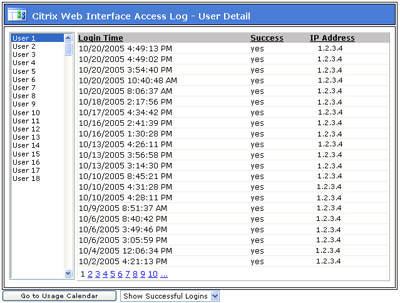 Citrix Web Interface Access Log - User Detail
User 1
User 2
User 3
User 4
User 5
User 6
User 7
User 8
User 9
User 10
User 11
User 12
User 13
User 14
User 15
User 16
User 17
User 18
Login Time Success IP Address
10/20/2005 4:49:13 PM yes 1.2.3.4
10/20/2005 4:49:02 PM yes 1.2.3.4
10/20/2005 3:54:40 PM yes 1.2.3.4
10/20/2005 10:40:48 AM yes 1.2.3.4
10/20/2005 8:06:37 AM yes 1.2.3.4
10/18/2005 2:17:56 PM yes 1.2.3.4
10/17/2005 4:34:42 PM yes 1.2.3.4
10/16/2005 2:41:39 PM yes 1.2.3.4
10/16/2005 1:30:28 PM yes 1.2.3.4
10/13/2005 4:26:11 PM yes 1.2.3.4
10/13/2005 3:56:58 PM yes 1.2.3.4
10/13/2005 3:14:30 PM yes 1.2.3.4
10/10/2005 8:45:21 PM yes 1.2.3.4
10/10/2005 4:31:28 PM yes 1.2.3.4
10/10/2005 4:28:11 PM yes 1.2.3.4
10/9/2005 8:51:37 AM yes 1.2.3.4
10/6/2005 8:40:42 PM yes 1.2.3.4
10/6/2005 3:49:46 PM yes 1.2.3.4
10/6/2005 3:05:59 PM yes 1.2.3.4
10/4/2005 12:06:34 PM yes 1.2.3.4
10/2/2005 4:21:13 PM yes 1.2.3.4
1 2 3 4 5 6 7 8 9 10 ...
Go to Usage Calendar Show Successful Logins